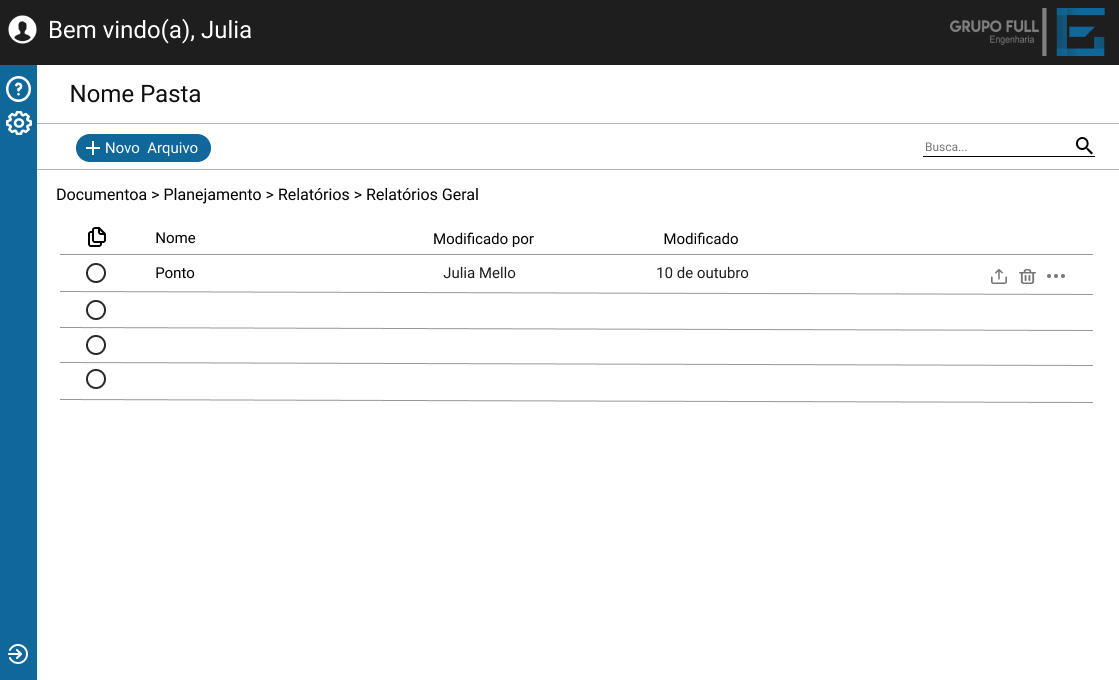 Bem vindo(a), Julia
GRUPO FULL
Engenharia
Nome Pasta
Novo Arquivo
Busca...
Documentoa > Planejamento > Relatórios > Relatórios Geral
Nome Modificado por Modificado
Ponto Julia Mello 10 de outubro